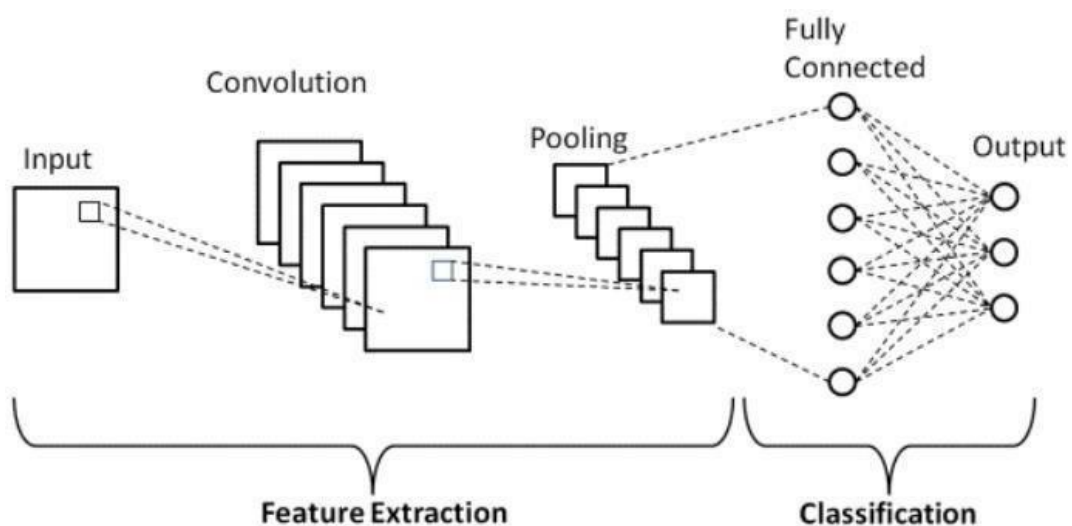 Input
Convolution
Pooling
Fully
Connected
Output
Feature Extraction
Classification